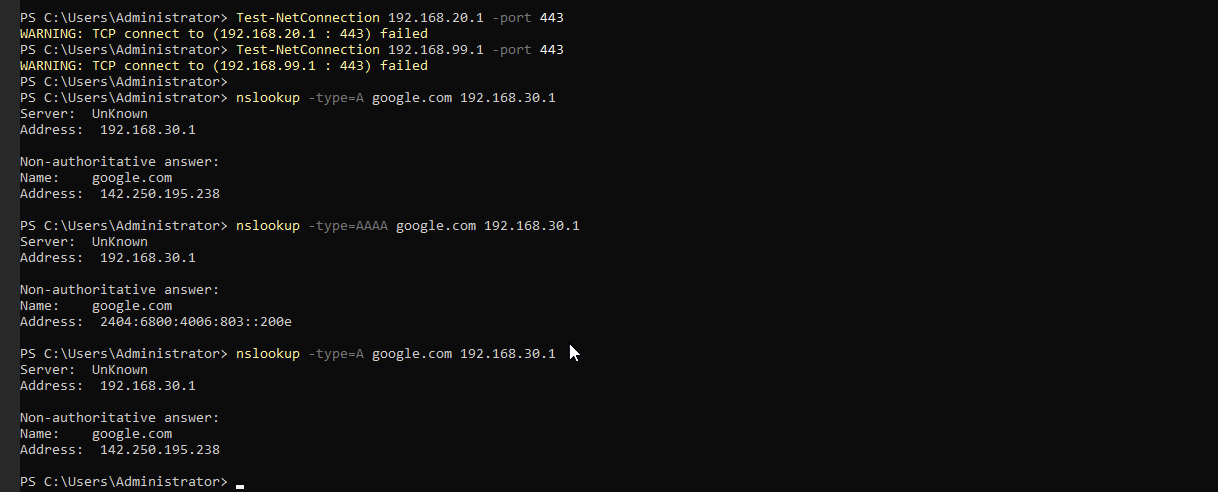 PS C:\Users\Administrator> Test-NetConnection 192.168.20.1 -port 443
WARNING: TCP connect to (192.168.20.1 : 443) failed
PS C:\Users\Administrator> Test-NetConnection 192.168.99.1 -port 443
WARNING: TCP connect to (192.168.99.1 : 443) failed
PS C:\Users\Administrator>
PS C:\Users\Administrator> nslookup -type=A google.com 192.168.30.1
Server:  UnKnown
Address:  192.168.30.1

Non-authoritative answer:
Name:    google.com
Address:  142.250.195.238

PS C:\Users\Administrator> nslookup -type=AAAA google.com 192.168.30.1
Server:  UnKnown
Address:  192.168.30.1

Non-authoritative answer:
Name:    google.com
Address:  2404:6800:4006:803::200e

PS C:\Users\Administrator> nslookup -type=A google.com 192.168.30.1
Server:  UnKnown
Address:  192.168.30.1

Non-authoritative answer:
Name:    google.com
Address:  142.250.195.238

PS C:\Users\Administrator>